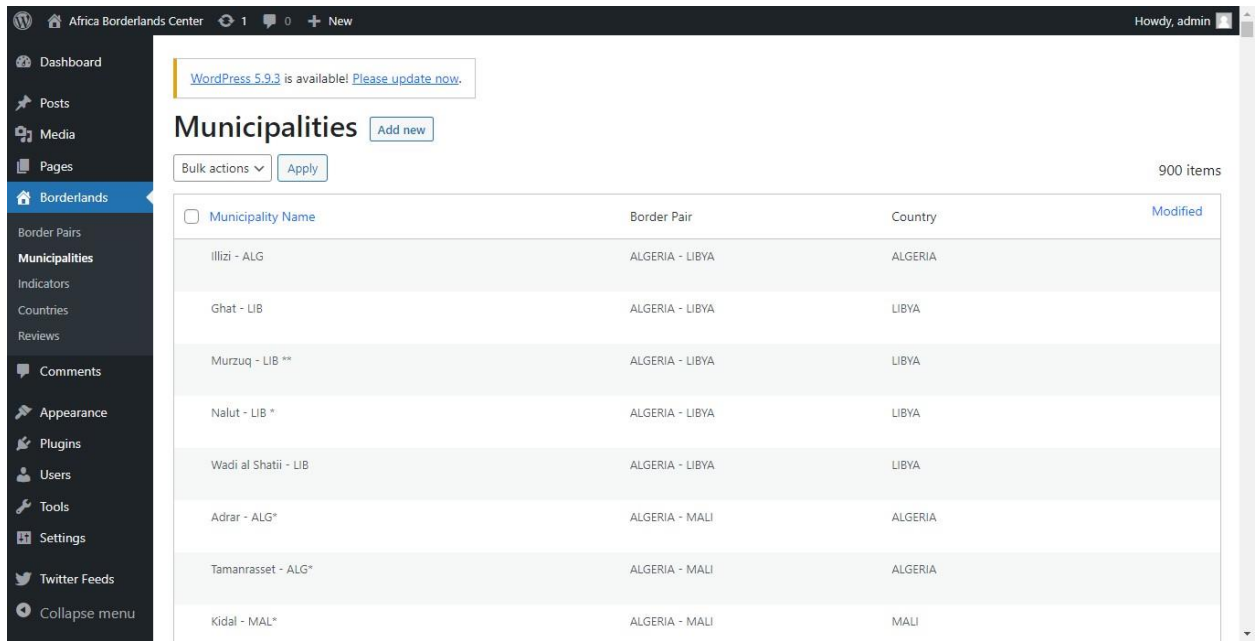 Africa Borderlands Center 1 0 New
Howdy, admin
Dashboard
Posts
Media
Pages
Borderlands
Border Pairs
Municipalities
Indicators
Countries
Reviews
Comments
Appearance
Plugins
Users
Tools
Settings
Twitter Feeds
Collapse menu
WordPress 5.9.3 is available! Please update now.
Municipalities Add new
Bulk actions Apply
900 items
Municipality Name Border Pair Country Modified
Illizi - ALG ALGERIA - LIBYA ALGERIA
Ghat - LIB ALGERIA - LIBYA LIBYA
Murzuq - LIB ** ALGERIA - LIBYA LIBYA
Nalut - LIB * ALGERIA - LIBYA LIBYA
Wadi al Shatii - LIB ALGERIA - LIBYA LIBYA
Adrar - ALG* ALGERIA - MALI ALGERIA
Tamanrasset - ALG* ALGERIA - MALI ALGERIA
Kidal - MAL* ALGERIA - MALI MALI